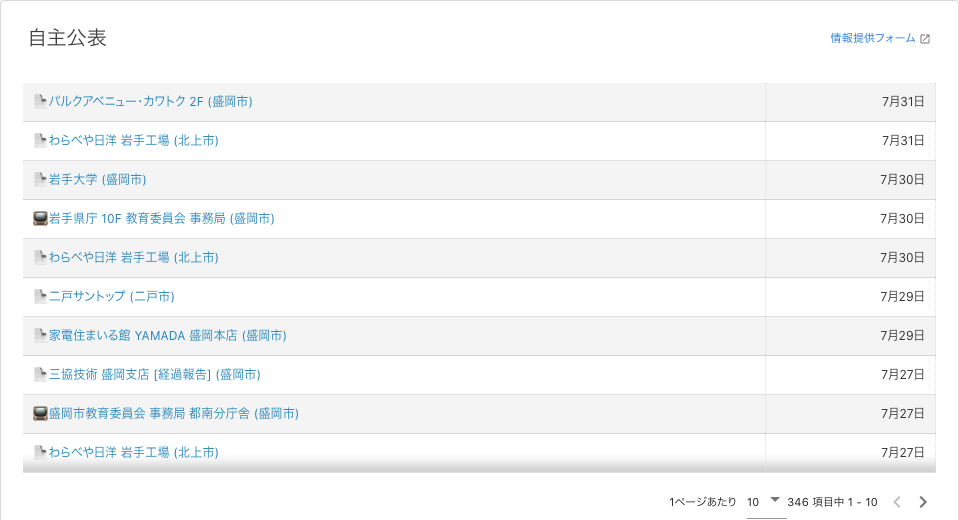 自主公表
情報提供フォーム
パルクアベニュー・カワトク 2F (盛岡市) 7月31日
わらべや日洋 岩手工場 (北上市) 7月31日
岩手大学 (盛岡市) 7月30日
岩手県庁 10F 教育委員会 事務局 (盛岡市) 7月30日
わらべや日洋 岩手工場 (北上市) 7月30日
二戸サントップ (二戸市) 7月29日
家電住まいる館 YAMADA 盛岡本店 (盛岡市) 7月29日
三協技術 盛岡支店 [経過報告] (盛岡市) 7月27日
盛岡市教育委員会 事務局 都南分庁舎 (盛岡市) 7月27日
わらべや日洋 岩手工場 (北上市) 7月27日
1ページあたり 10 346 項目中 1 - 10